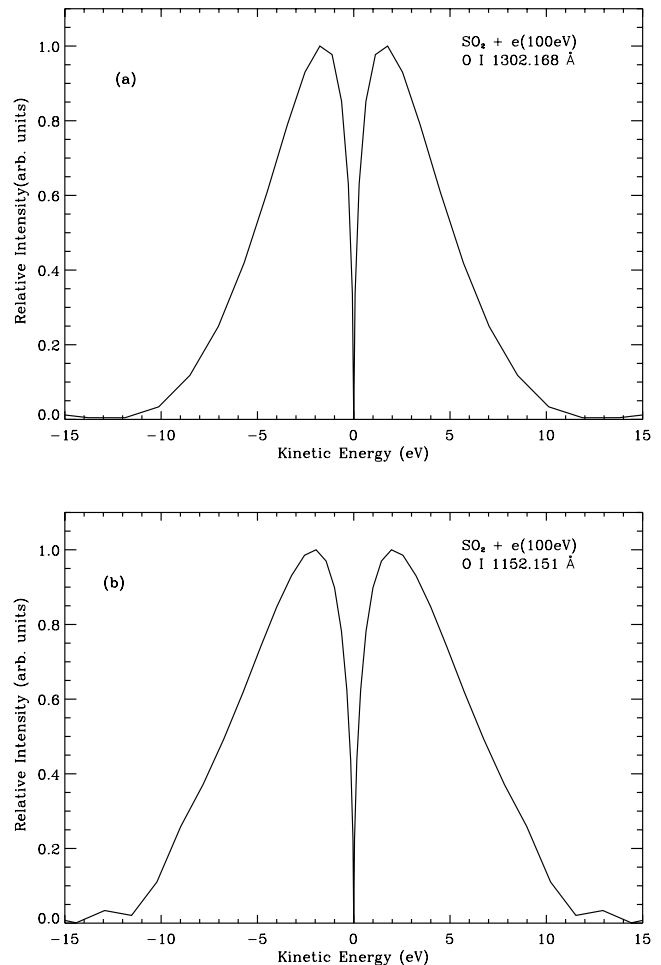 1.0
0.8
0.6
0.4
0.2
0.0
Relative Intensity(arb. units)
(a)
SO₂ + e(100eV)
O I 1302.168 Å
−15 −10 −5 0 5 10 15
Kinetic Energy (eV)
1.0
0.8
0.6
0.4
0.2
0.0
Relative Intensity (arb. units)
(b)
SO₂ + e(100eV)
O I 1152.151 Å
−15 −10 −5 0 5 10 15
Kinetic Energy (eV)